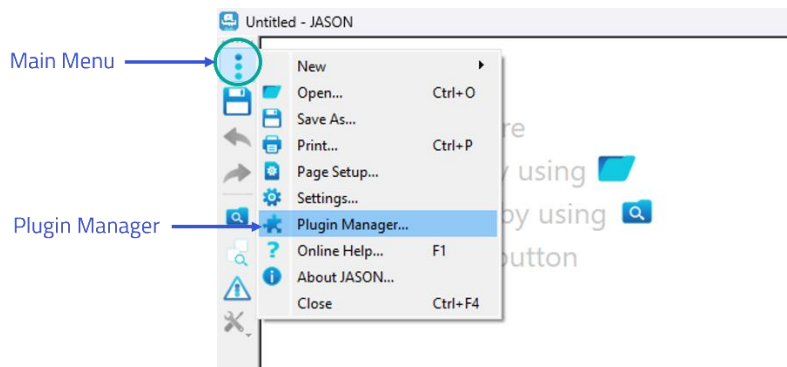 Untitled - JASON
Main Menu
New
Open... Ctrl+O
Save As...
Print... Ctrl+P
Page Setup...
Settings...
Plugin Manager
Plugin Manager...
Online Help... F1
About JASON...
Close Ctrl+F4
re
using
by using
button